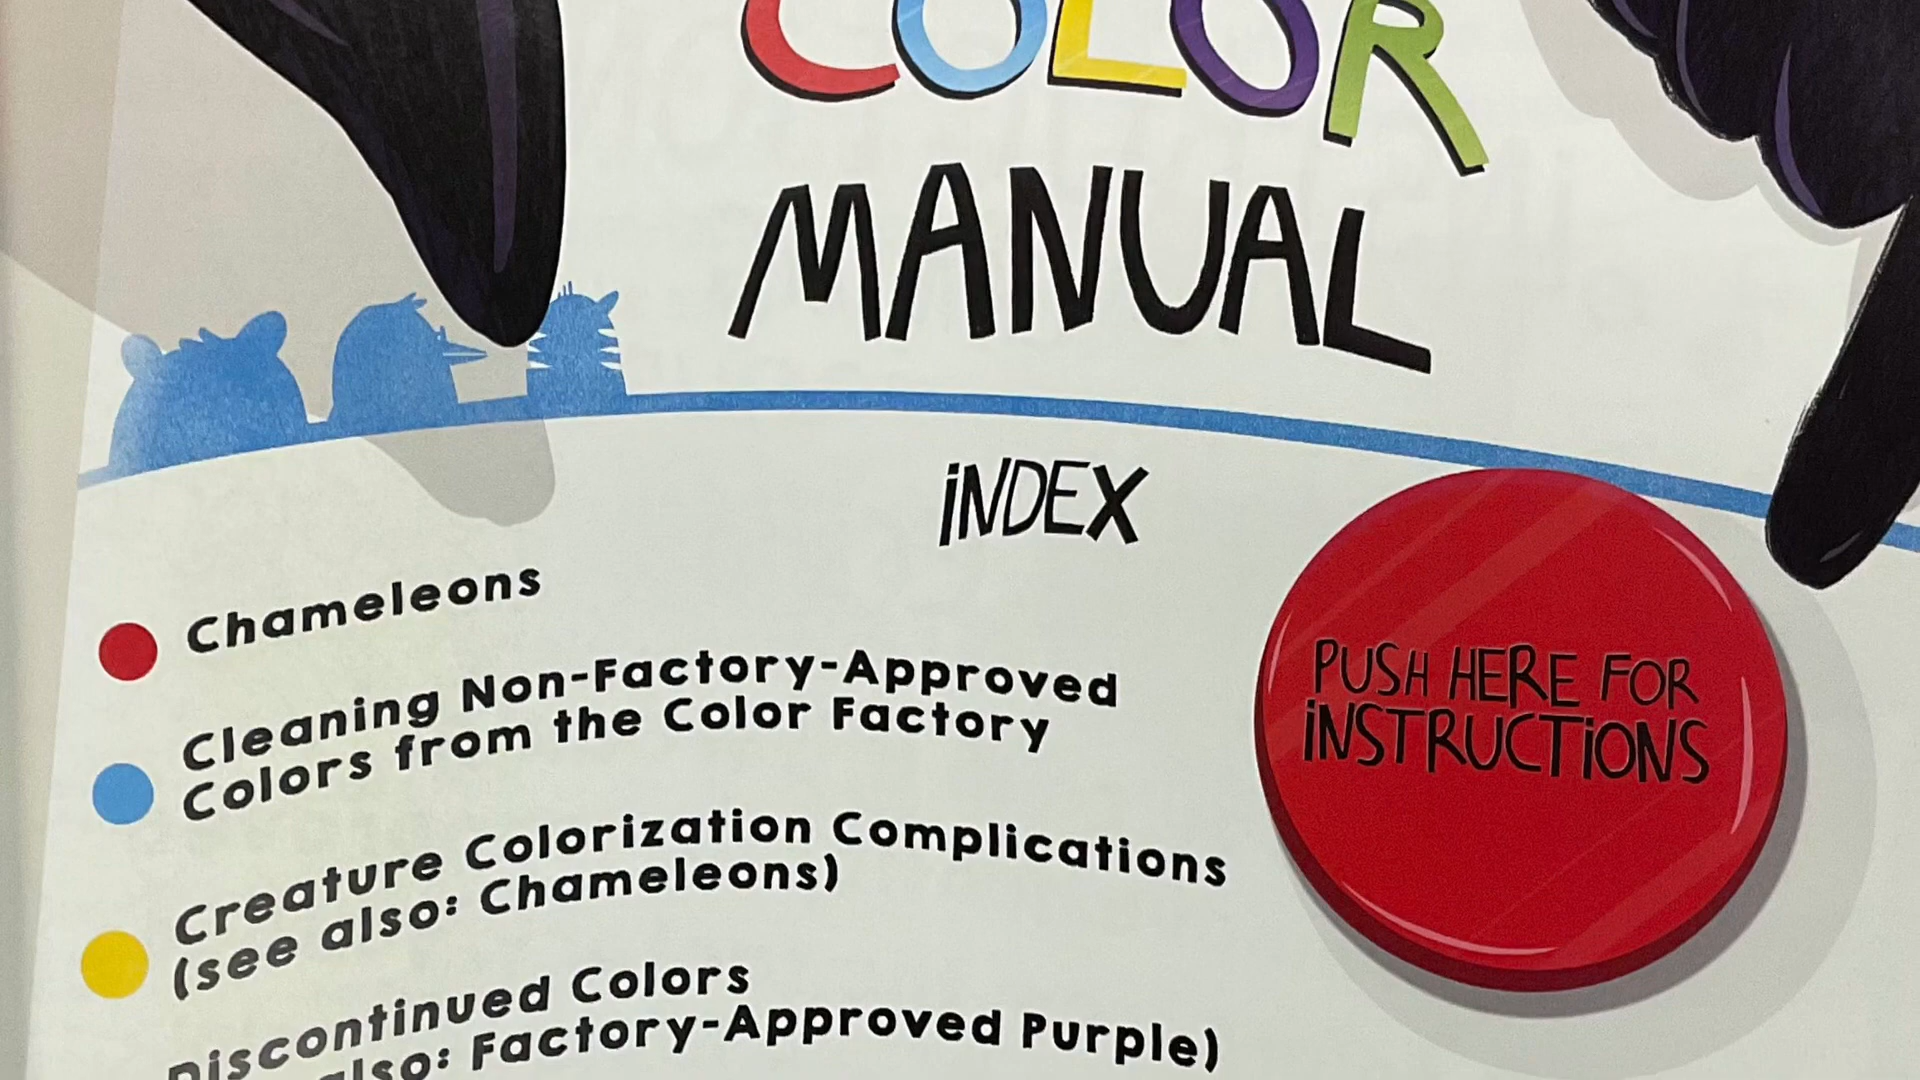 COLOR
MANUAL
iNDEX
Chameleons
Cleaning Non-Factory-Approved
Colors from the Color Factory
Creature Colorization Complications
(see also: Chameleons)
Discontinued Colors
also: Factory-Approved Purple)
PUSH HERE FOR
iNSTRUCTiONS